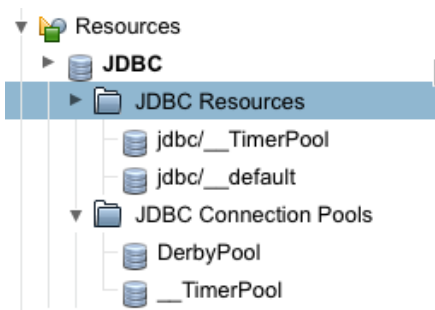 Resources
JDBC
JDBC Resources
jdbc/__TimerPool
jdbc/__default
JDBC Connection Pools
DerbyPool
__TimerPool